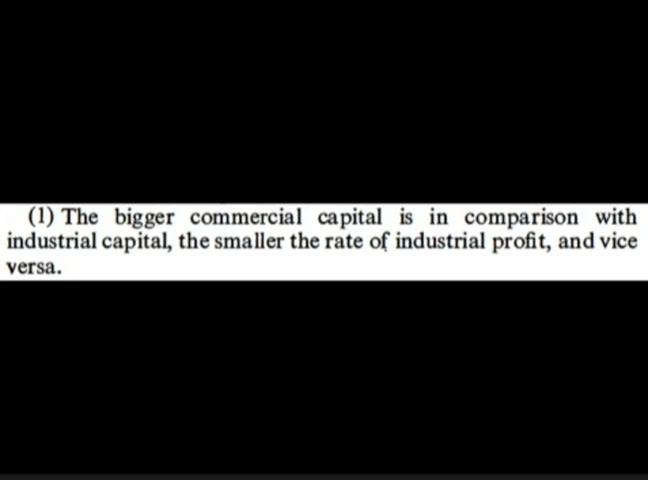 (1) The bigger commercial capital is in comparison with
industrial capital, the smaller the rate of industrial profit, and vice
versa.